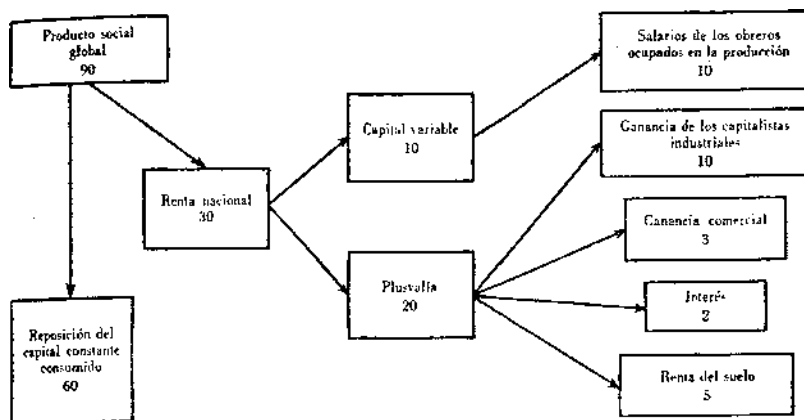 Producto social
global
90
Renta nacional
30
Reposición del
capital constante
consumido
60
Capital variable
10
Plusvalía
20
Salarios de los obreros
ocupados en la producción
10
Ganancia de los capitalistas
industriales
10
Ganancia comercial
3
Interés
2
Renta del suelo
5